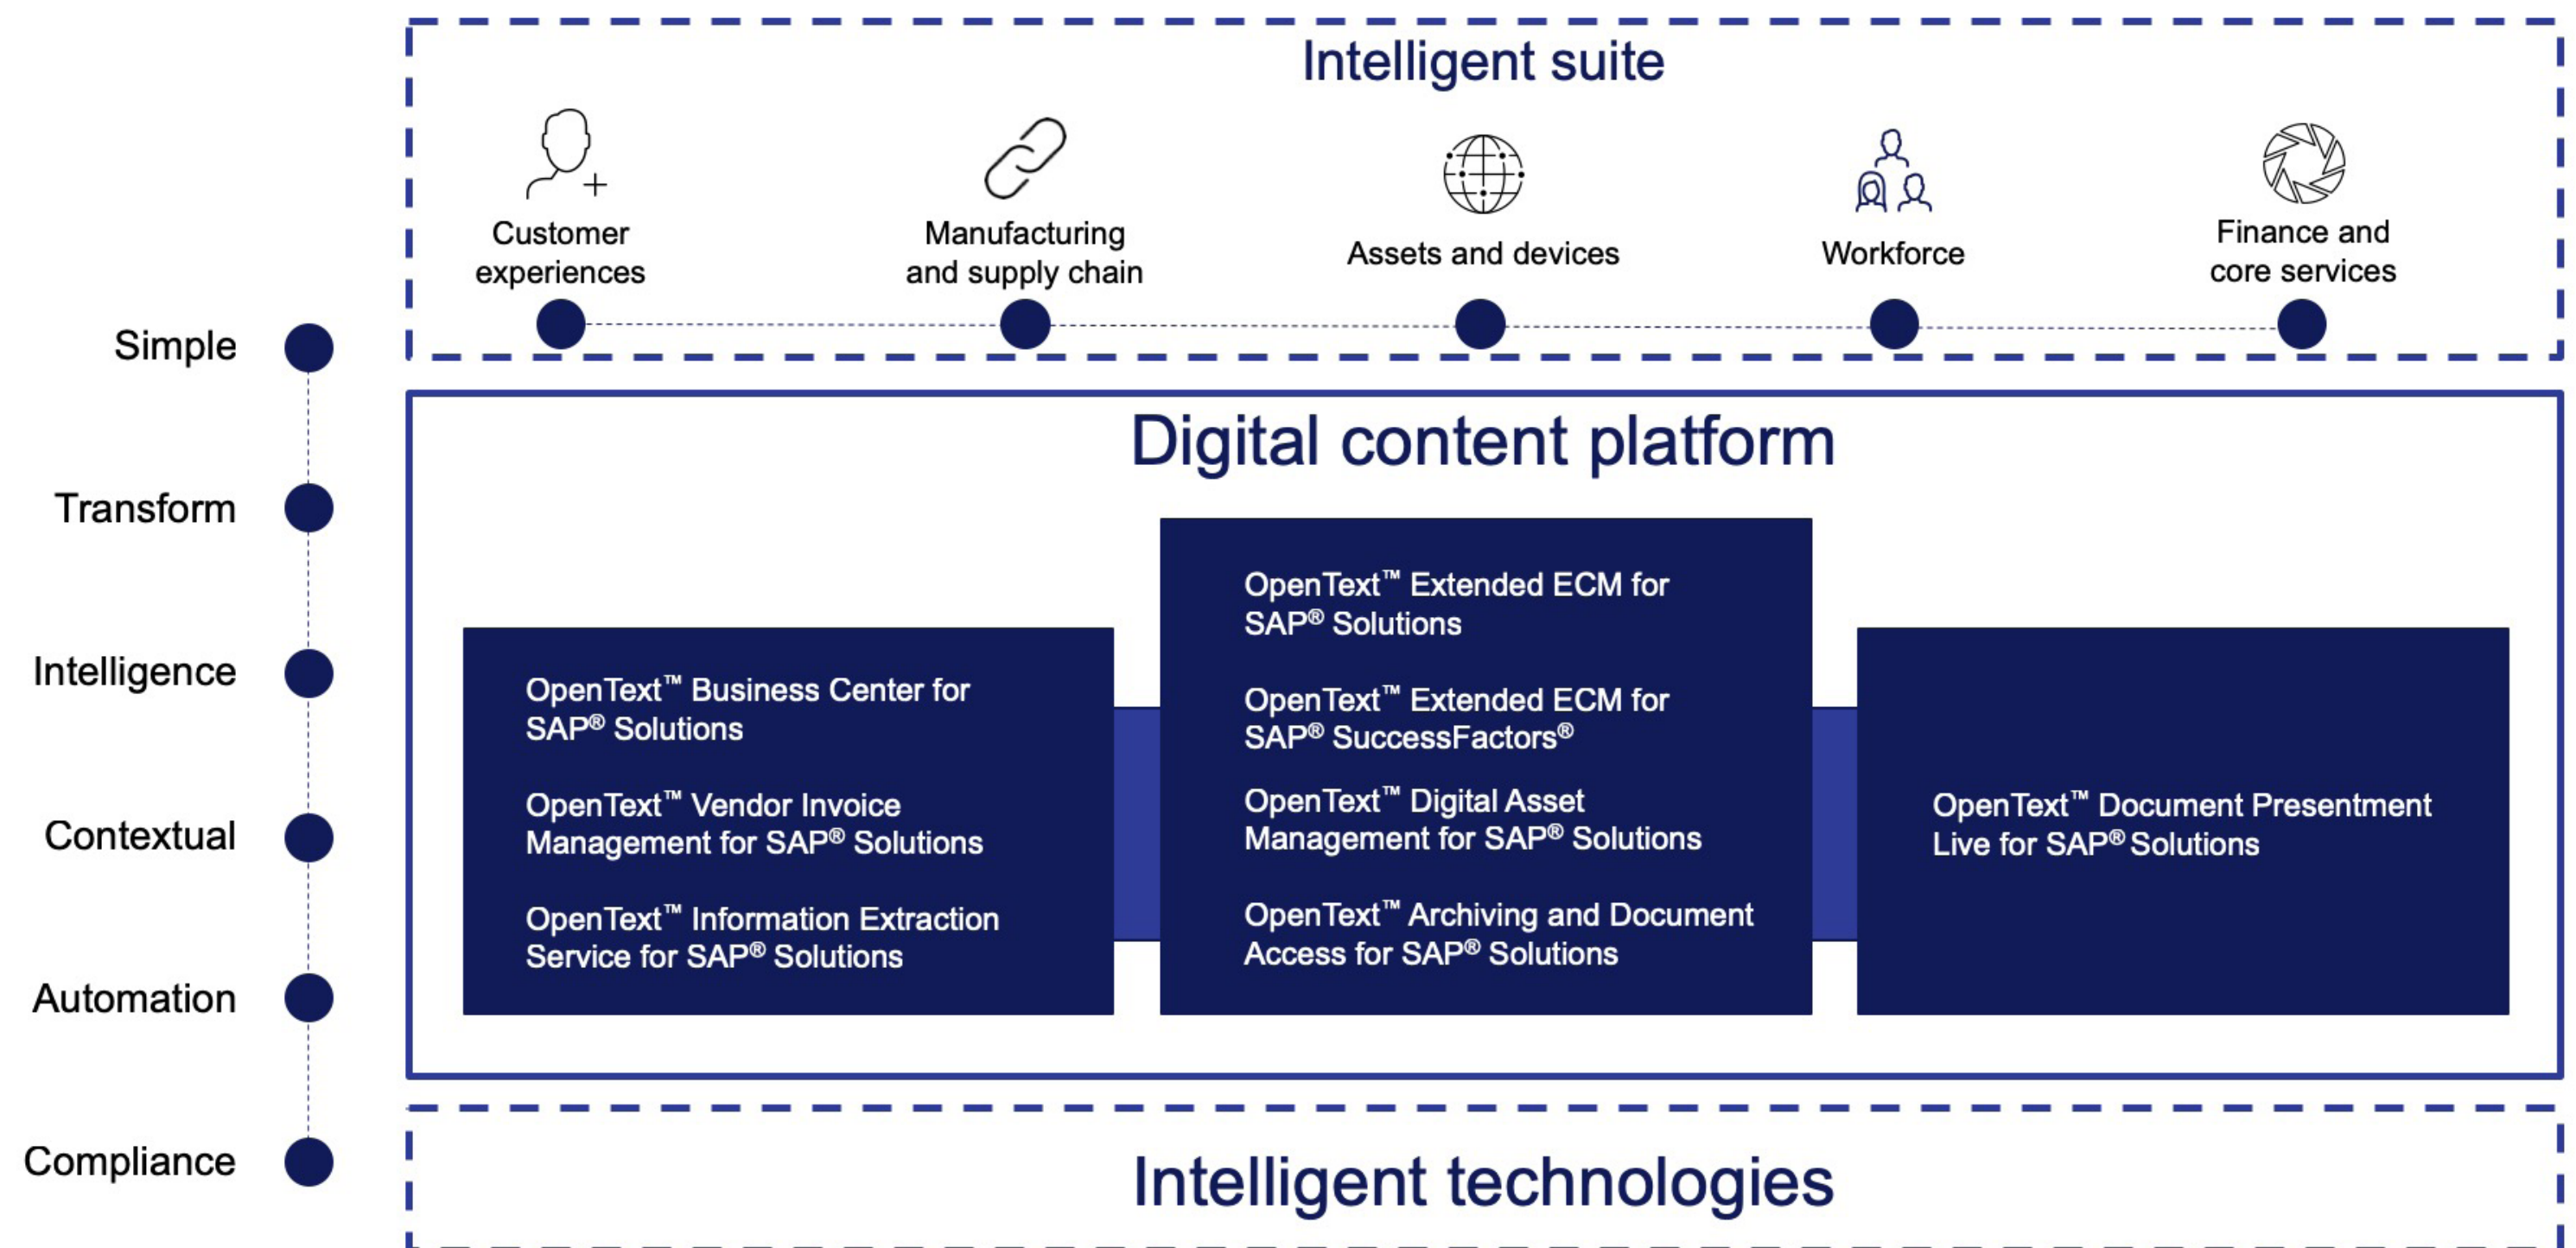 Intelligent suite
Customer
experiences
Manufacturing
and supply chain
Assets and devices
Workforce
Finance and
core services
Simple
Transform
Intelligence
Contextual
Automation
Compliance
Digital content platform
OpenText™ Business Center for
SAP® Solutions
OpenText™ Vendor Invoice
Management for SAP® Solutions
OpenText™ Information Extraction
Service for SAP® Solutions
OpenText™ Extended ECM for
SAP® Solutions
OpenText™ Extended ECM for
SAP® SuccessFactors®
OpenText™ Digital Asset
Management for SAP® Solutions
OpenText™ Archiving and Document
Access for SAP® Solutions
OpenText™ Document Presentment
Live for SAP® Solutions
Intelligent technologies